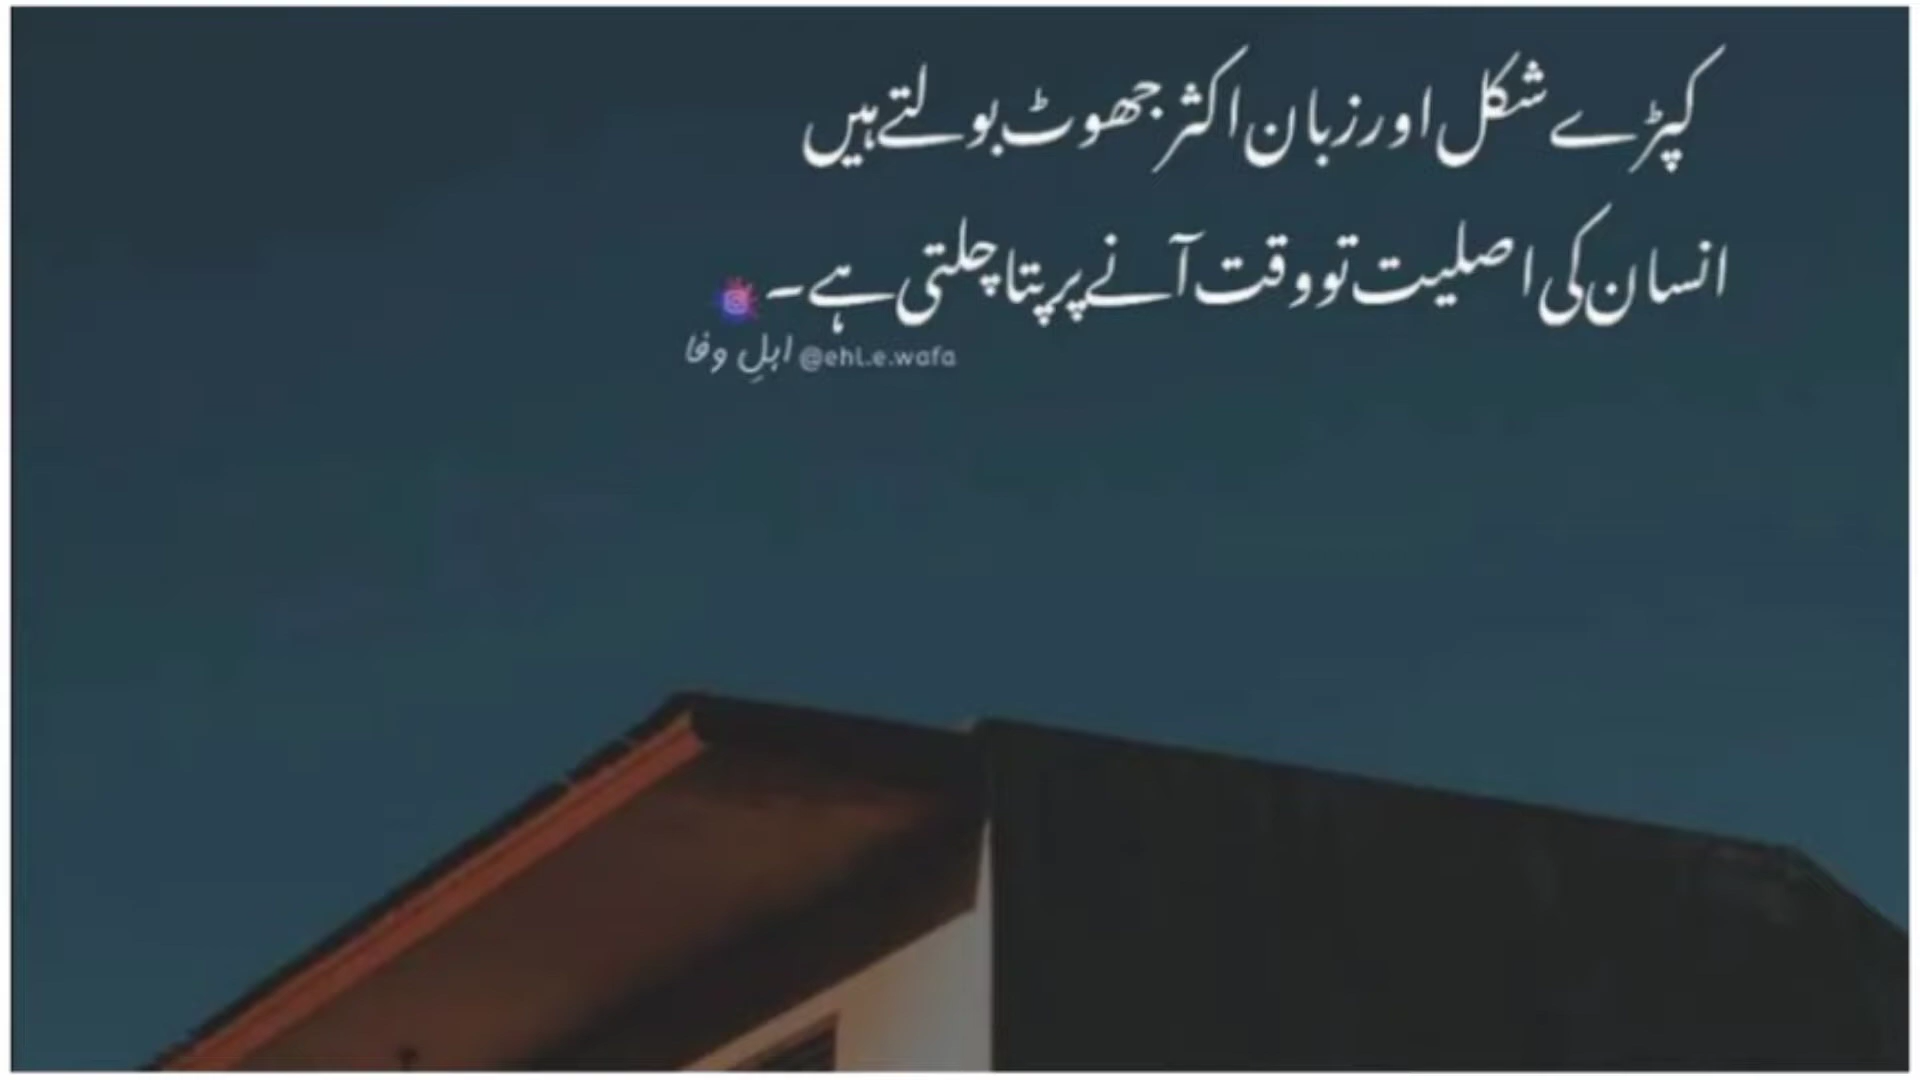 کپڑے شکل اور زبان اکثر جھوٹ بولتے ہیں
انسان کی اصلیت تو وقت آنے پر پتا چلتی ہے۔
اہلِ وفا @ehl.e.wafa